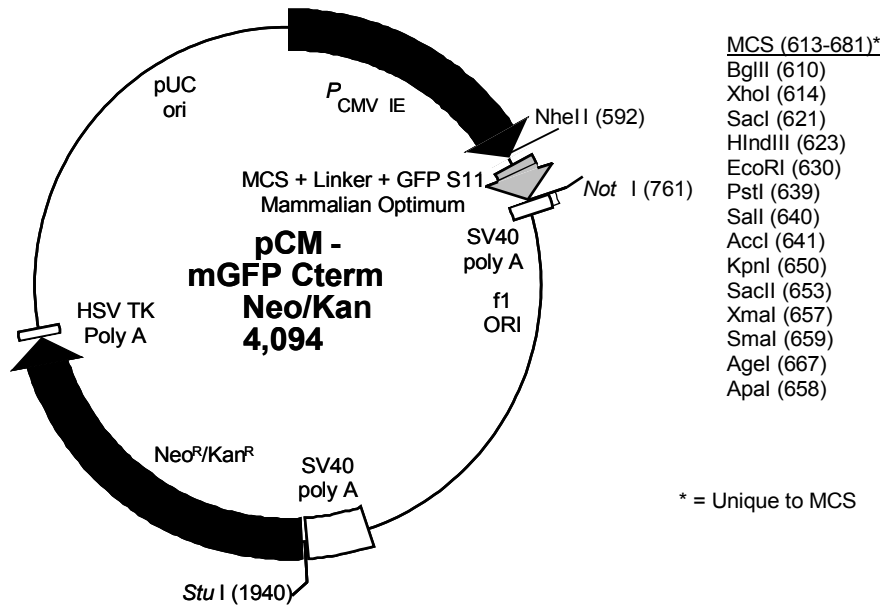 pUC
ori
P CMV IE
NheI I (592)
MCS + Linker + GFP S11
Mammalian Optimum
Not I (761)
SV40
poly A
pCM -
mGFP Cterm
Neo/Kan
4,094
f1
ORI
HSV TK
Poly A
Neoᴿ/Kanᴿ
SV40
poly A
Stu I (1940)
MCS (613-681)*
BglII (610)
XhoI (614)
SacI (621)
HIndIII (623)
EcoRI (630)
PstI (639)
SalI (640)
AccI (641)
KpnI (650)
SacII (653)
XmaI (657)
SmaI (659)
AgeI (667)
ApaI (658)
* = Unique to MCS